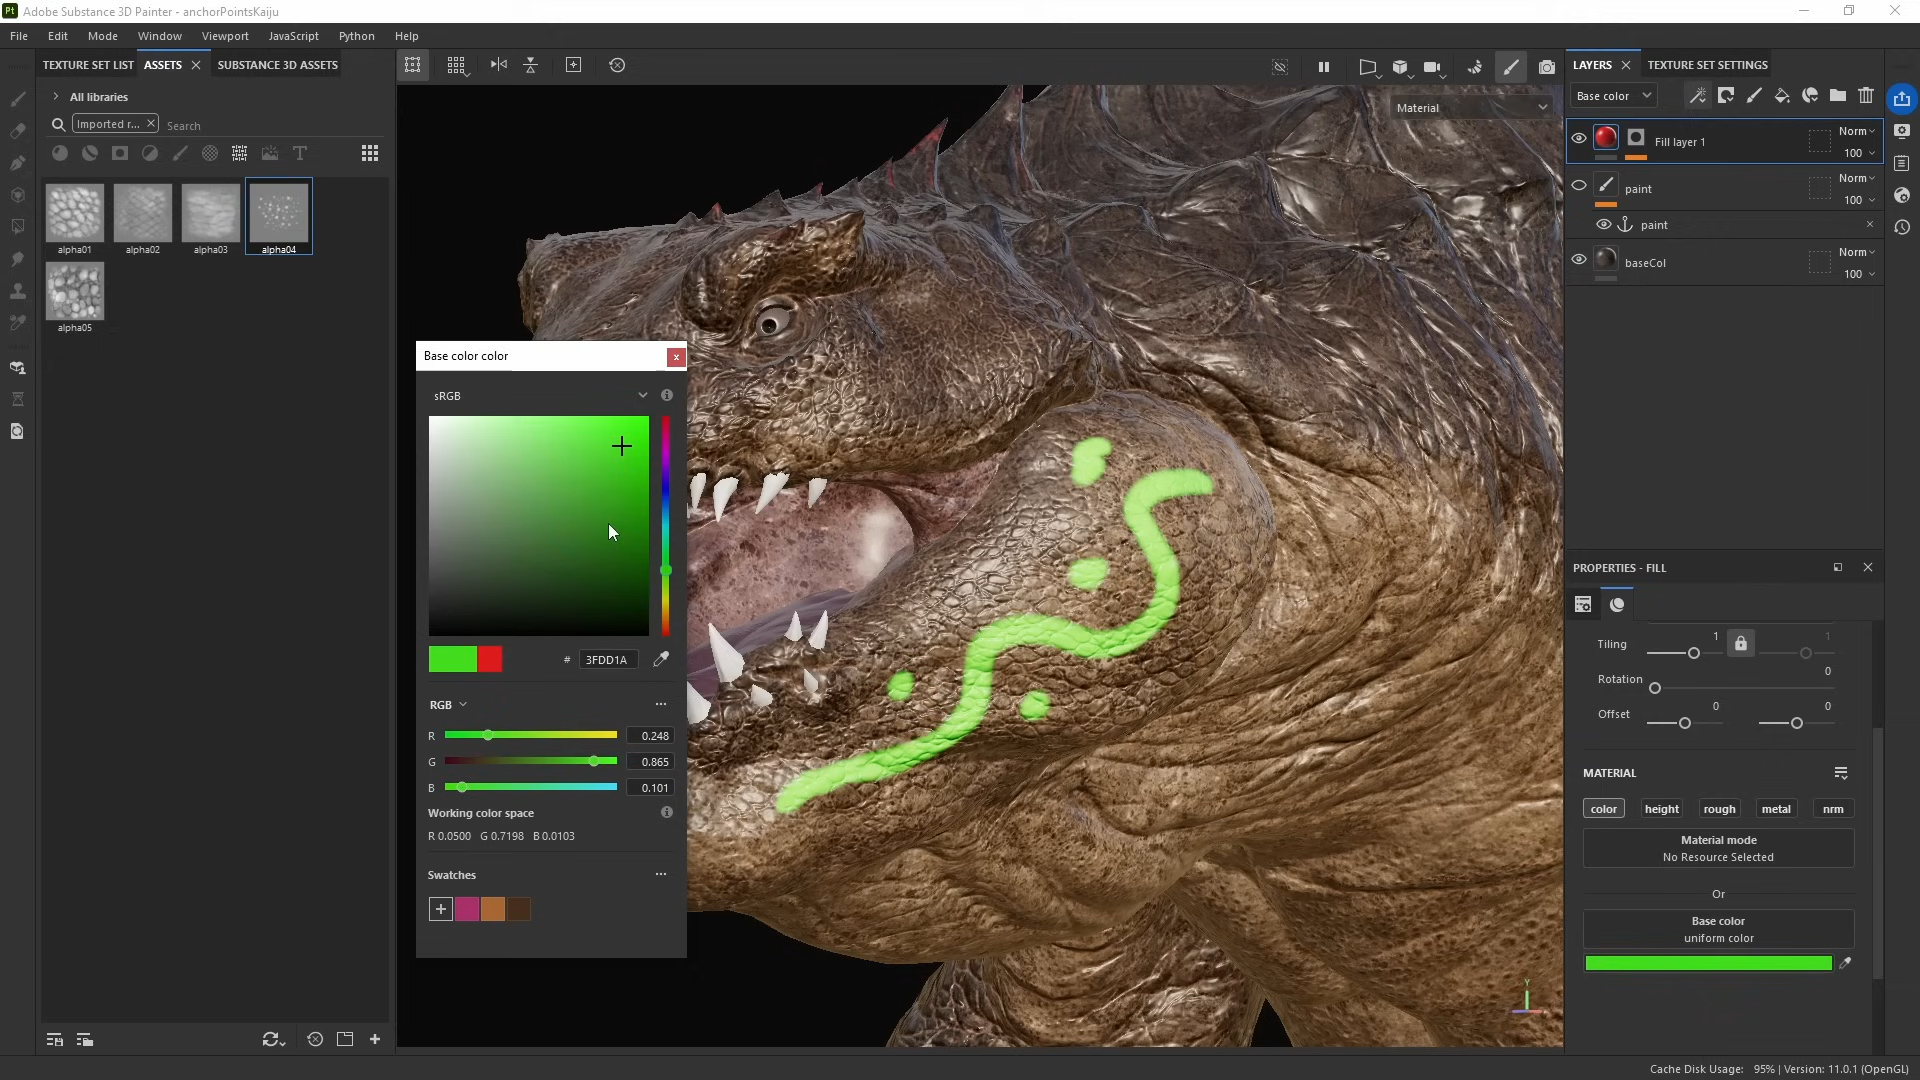 Pt Adobe Substance 3D Painter - anchorPointsKaiju
File Edit Mode Window Viewport JavaScript Python Help
TEXTURE SET LIST ASSETS SUBSTANCE 3D ASSETS
All libraries
Imported r... Search
alpha01 alpha02 alpha03 alpha04
alpha05
Material
Base color color
sRGB
# 3FDD1A
RGB
R 0.248
G 0.865
B 0.101
Working color space
R 0.0500 G 0.7198 B 0.0103
Swatches
LAYERS TEXTURE SET SETTINGS
Base color
Fill layer 1 Norm 100
paint Norm 100
paint
baseCol Norm 100
PROPERTIES - FILL
Tiling 1 1
Rotation 0
Offset 0 0
MATERIAL
color height rough metal nrm
Material mode
No Resource Selected
Or
Base color
uniform color
Y
Cache Disk Usage: 95% | Version: 11.0.1 (OpenGL)